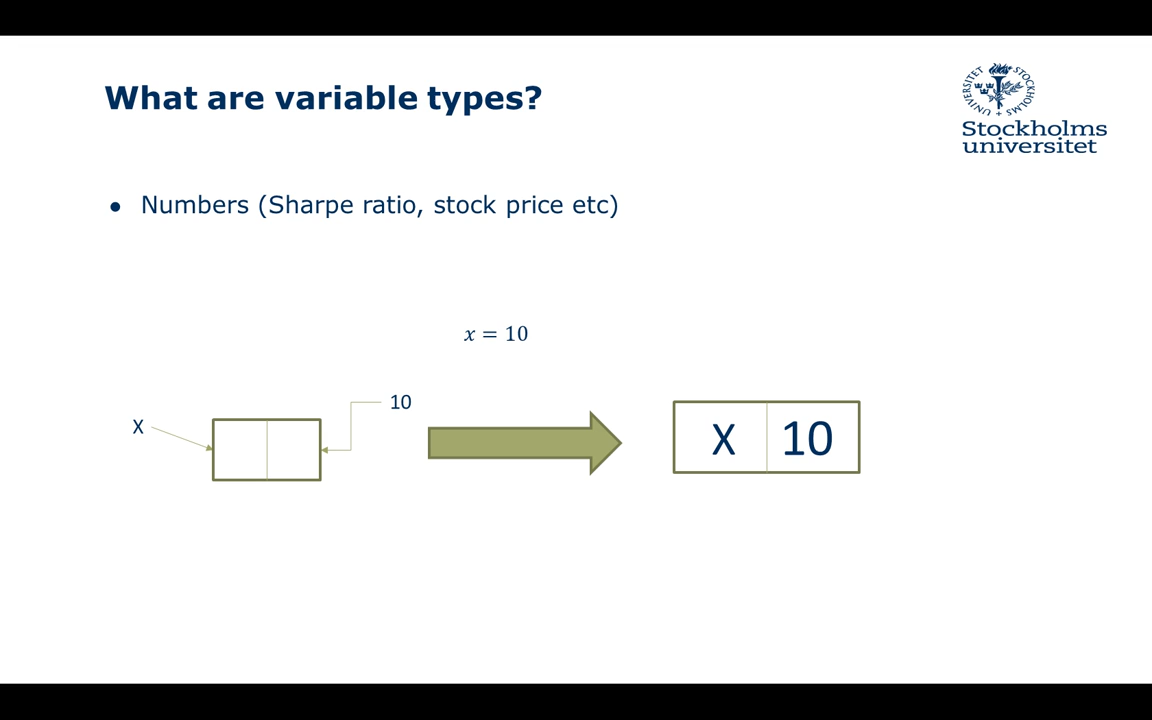 What are variable types?
STOCKHOLMS UNIVERSITET
Stockholms
universitet
● Numbers (Sharpe ratio, stock price etc)
x = 10
X
10
X 10